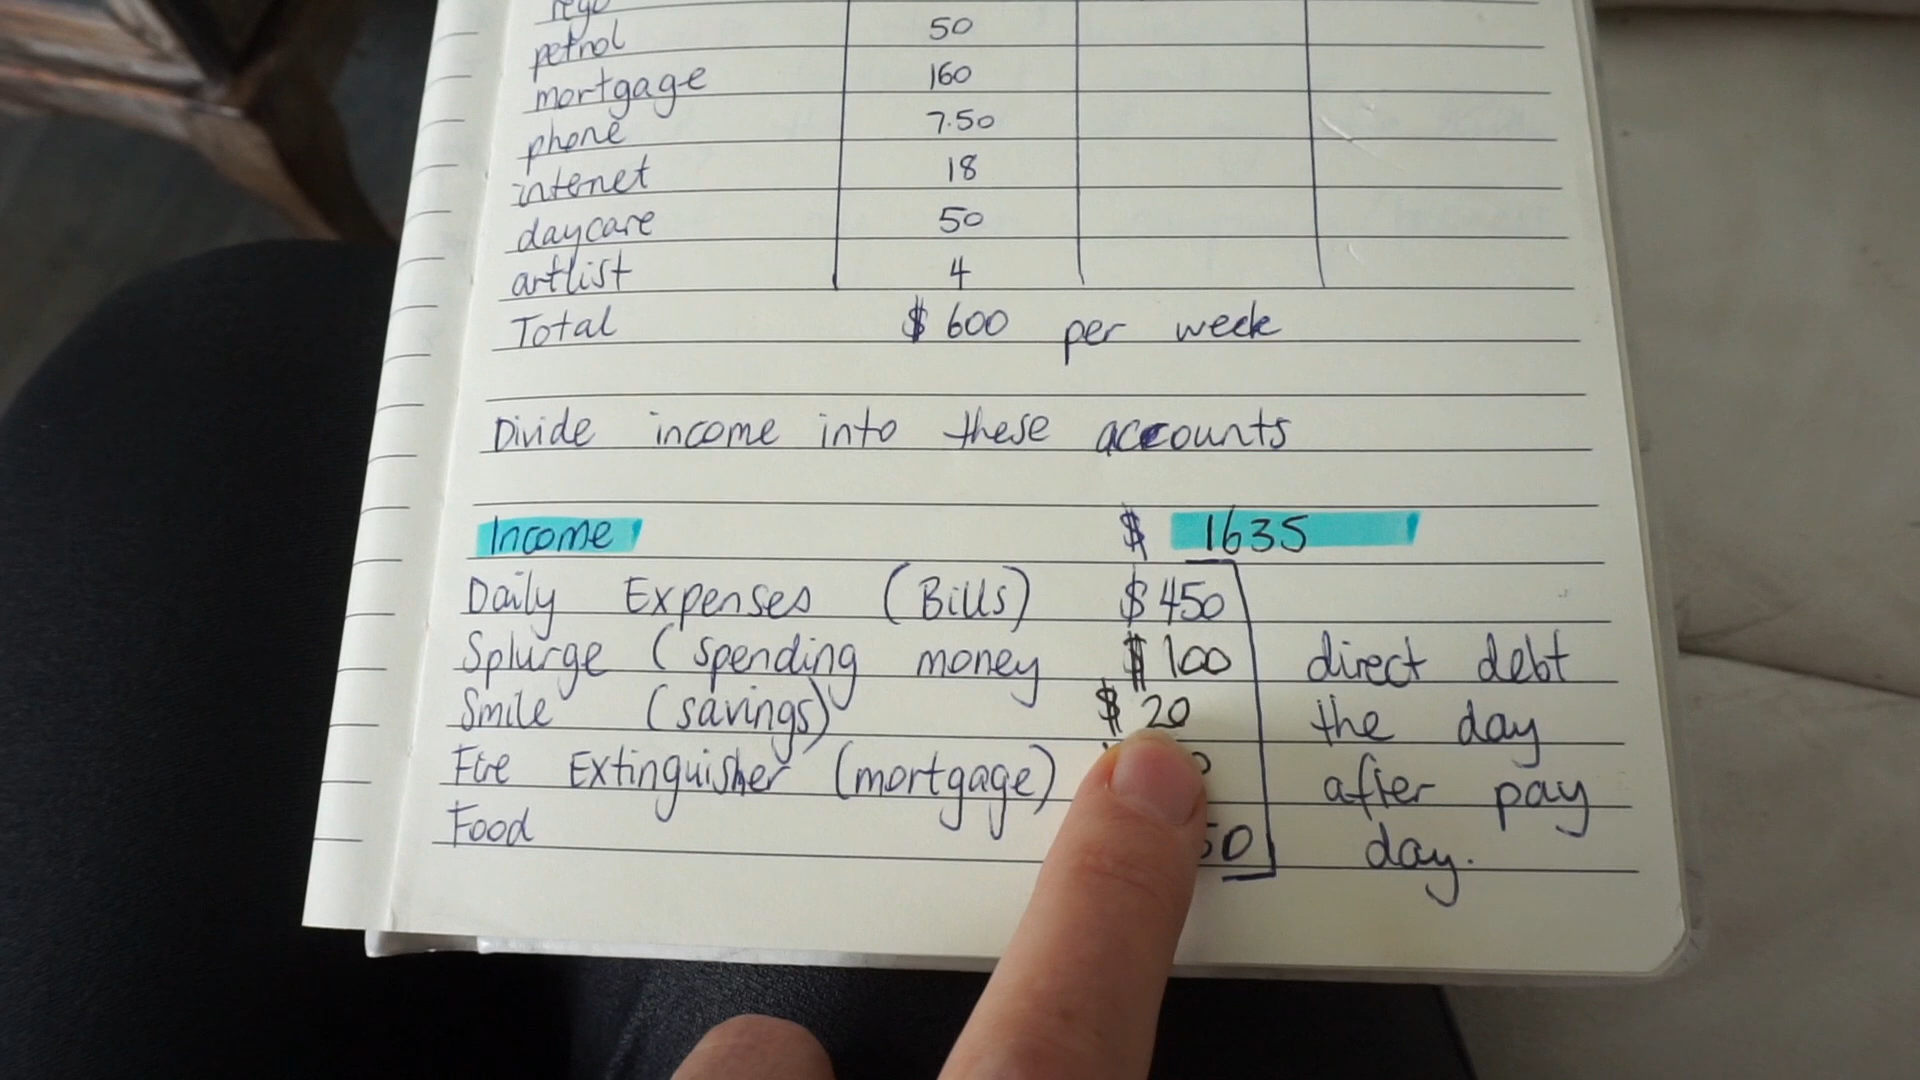 rego
petrol 50
mortgage 160
phone 7.50
internet 18
daycare 50
artlist 4
Total $600 per week
Divide income into these accounts
Income $ 1635
Daily Expenses (Bills) $450
Splurge (spending money $100 direct debt
Smile (savings) $20 the day
Fire Extinguisher (mortgage) after pay
Food 50 day.